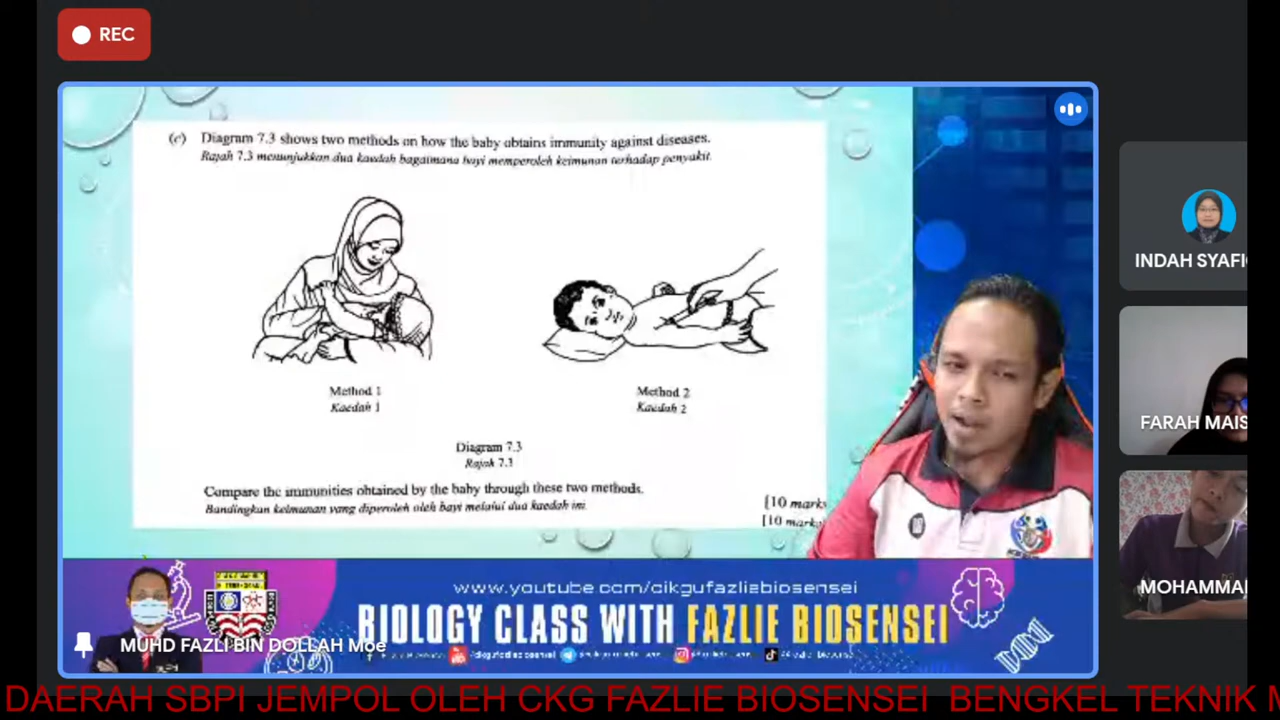 REC
(c) Diagram 7.3 shows two methods on how the baby obtains immunity against diseases.
Rajah 7.3 menunjukkan dua kaedah bagaimana bayi memperoleh keimunan terhadap penyakit.
Method 1
Kaedah 1
Method 2
Kaedah 2
Diagram 7.3
Rajah 7.3
Compare the immunities obtained by the baby through these two methods.
Bandingkan keimunan yang diperoleh oleh bayi melalui dua kaedah ini
[10 marks
[10 mark
INDAH SYAFI
FARAH MAIS
MOHAMMA
www.youtube.com/cikgufazliebiosensei
BIOLOGY CLASS WITH FAZLIE BIOSENSEI
MUHD FAZLI BIN DOLLAH Moe
DAERAH SBPI JEMPOL OLEH CKG FAZLIE BIOSENSEI BENGKEL TEKNIK M